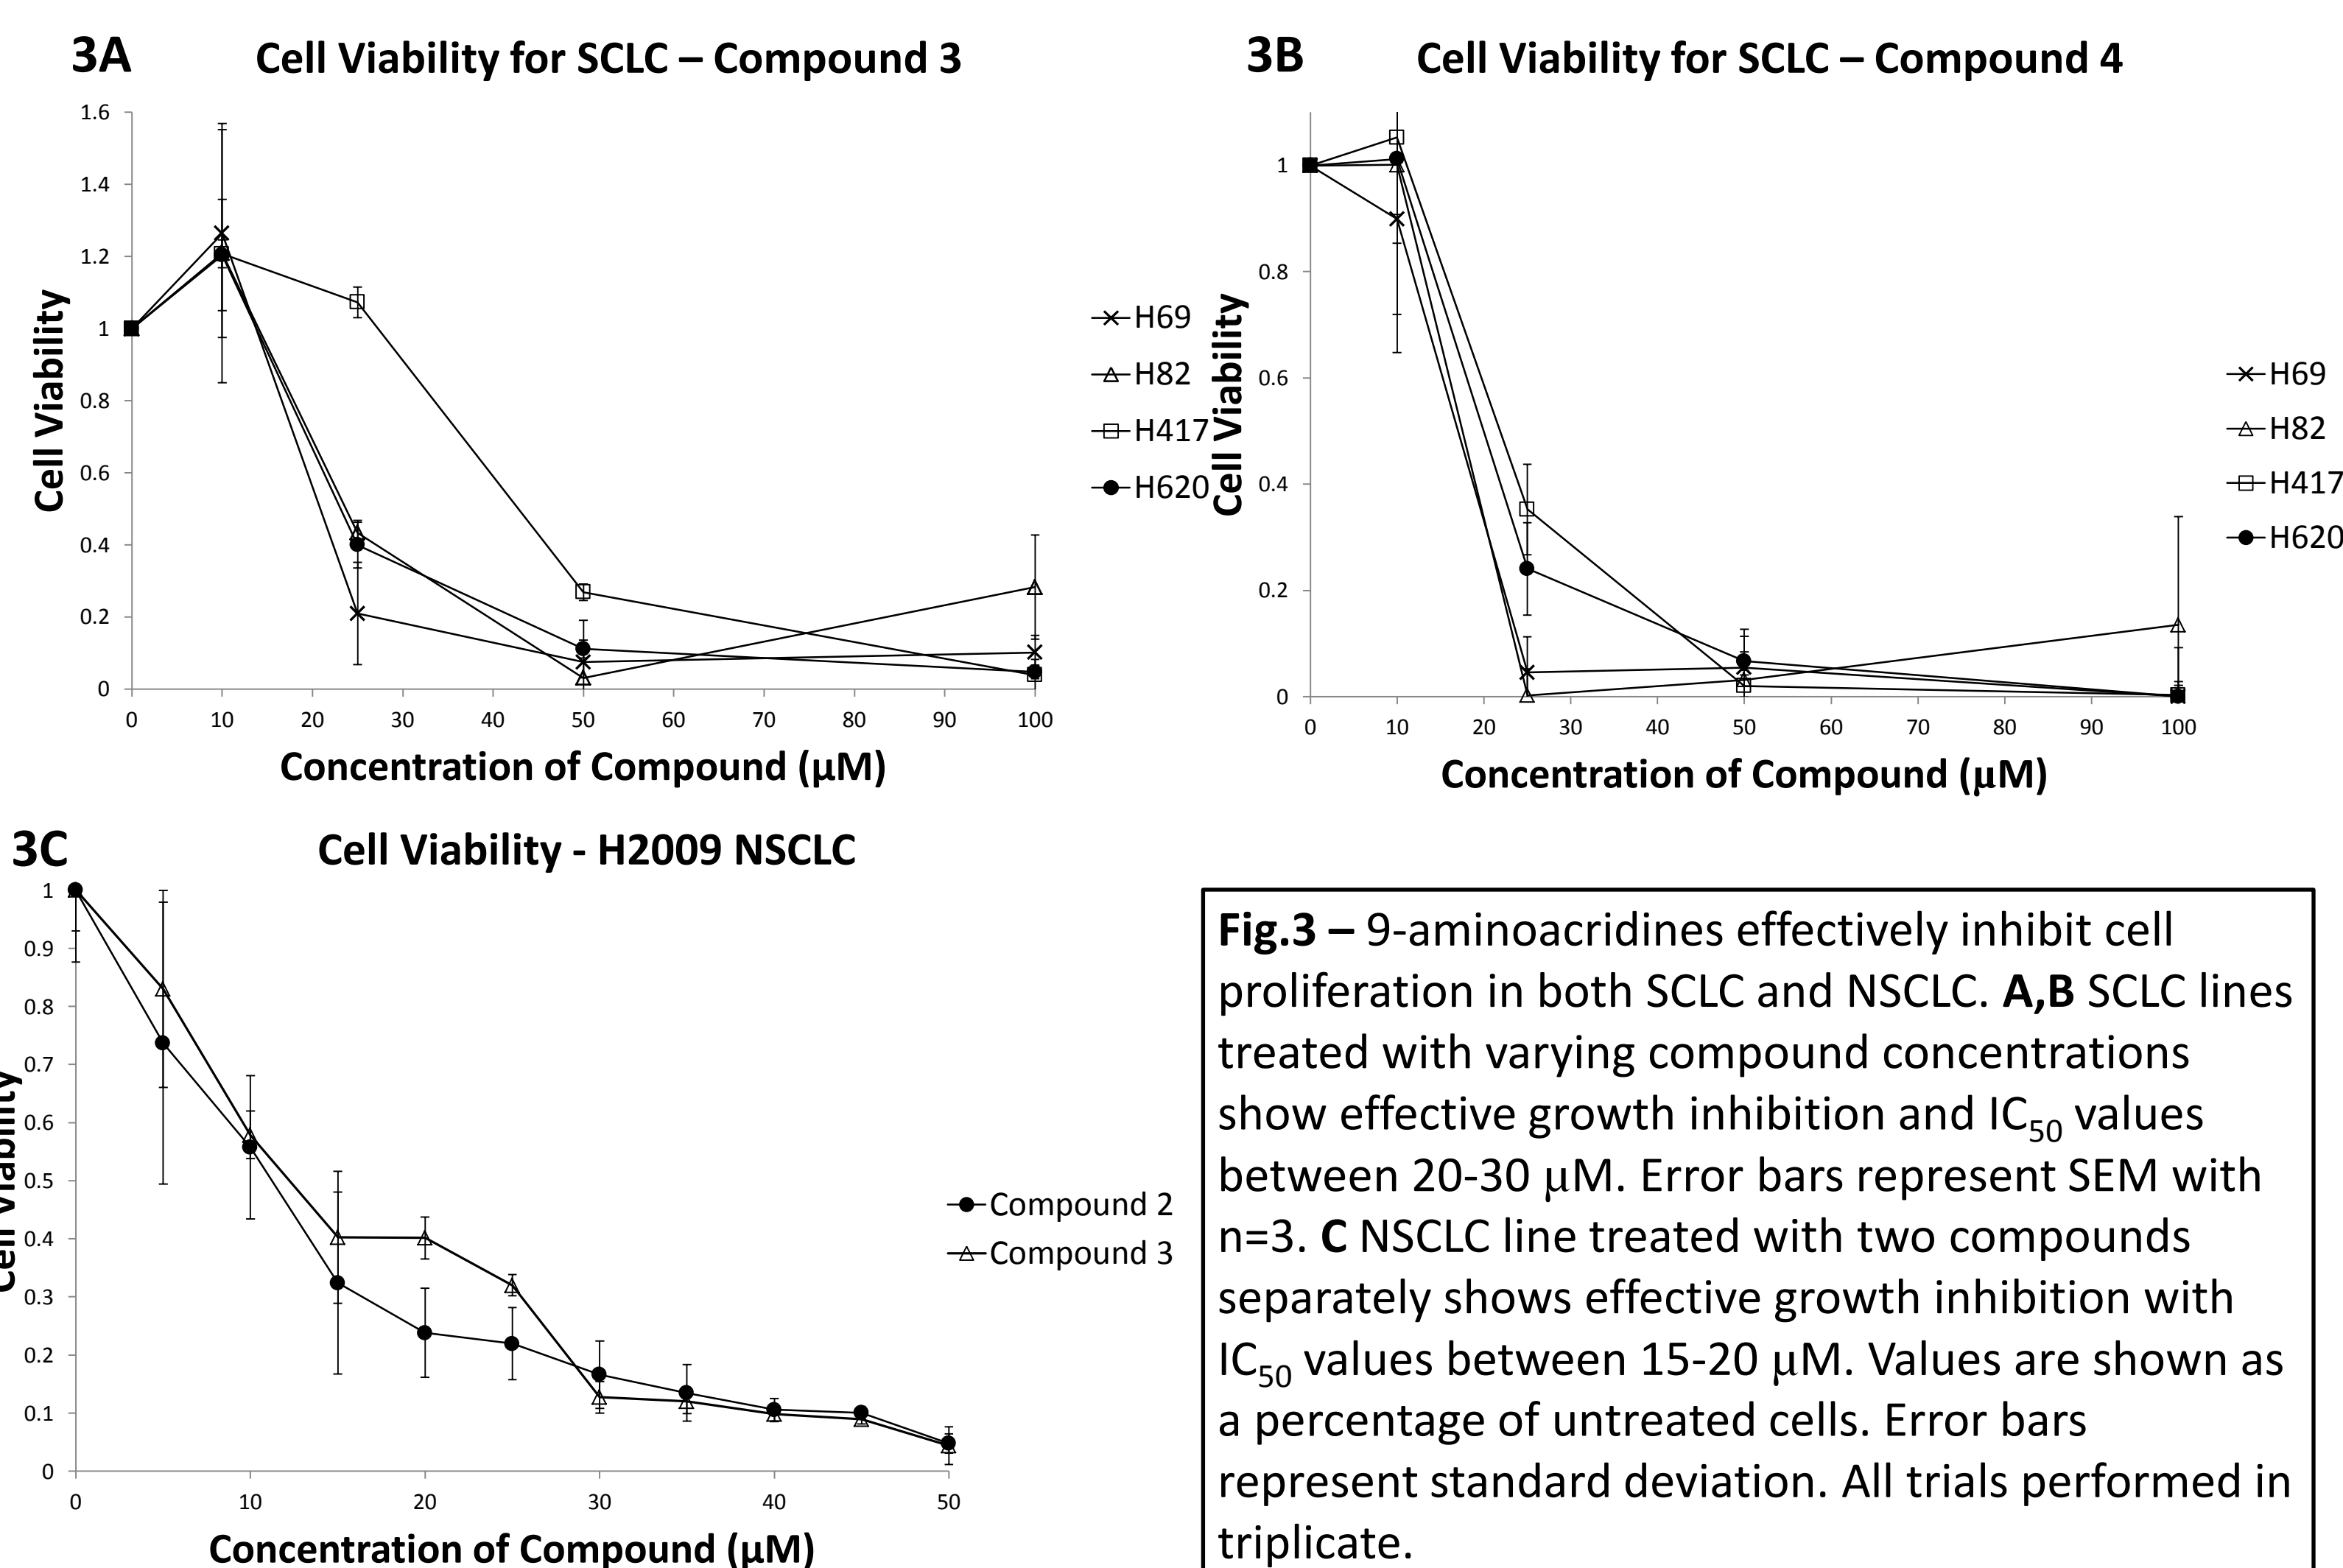 3A
Cell Viability for SCLC – Compound 3
1.6
1.4
1.2
1
0.8
0.6
0.4
0.2
0
Cell Viability
0 10 20 30 40 50 60 70 80 90 100
Concentration of Compound (µM)
H69
H82
H417
H620
3B
Cell Viability for SCLC – Compound 4
1
0.8
0.6
0.4
0.2
0
Cell Viability
0 10 20 30 40 50 60 70 80 90 100
Concentration of Compound (µM)
H69
H82
H417
H620
3C
Cell Viability - H2009 NSCLC
1
0.9
0.8
0.7
0.6
0.5
0.4
0.3
0.2
0.1
0
Cell Viability
0 10 20 30 40 50
Concentration of Compound (µM)
Compound 2
Compound 3
Fig.3 – 9-aminoacridines effectively inhibit cell
proliferation in both SCLC and NSCLC. A,B SCLC lines
treated with varying compound concentrations
show effective growth inhibition and IC50 values
between 20-30 µM. Error bars represent SEM with
n=3. C NSCLC line treated with two compounds
separately shows effective growth inhibition with
IC50 values between 15-20 µM. Values are shown as
a percentage of untreated cells. Error bars
represent standard deviation. All trials performed in
triplicate.